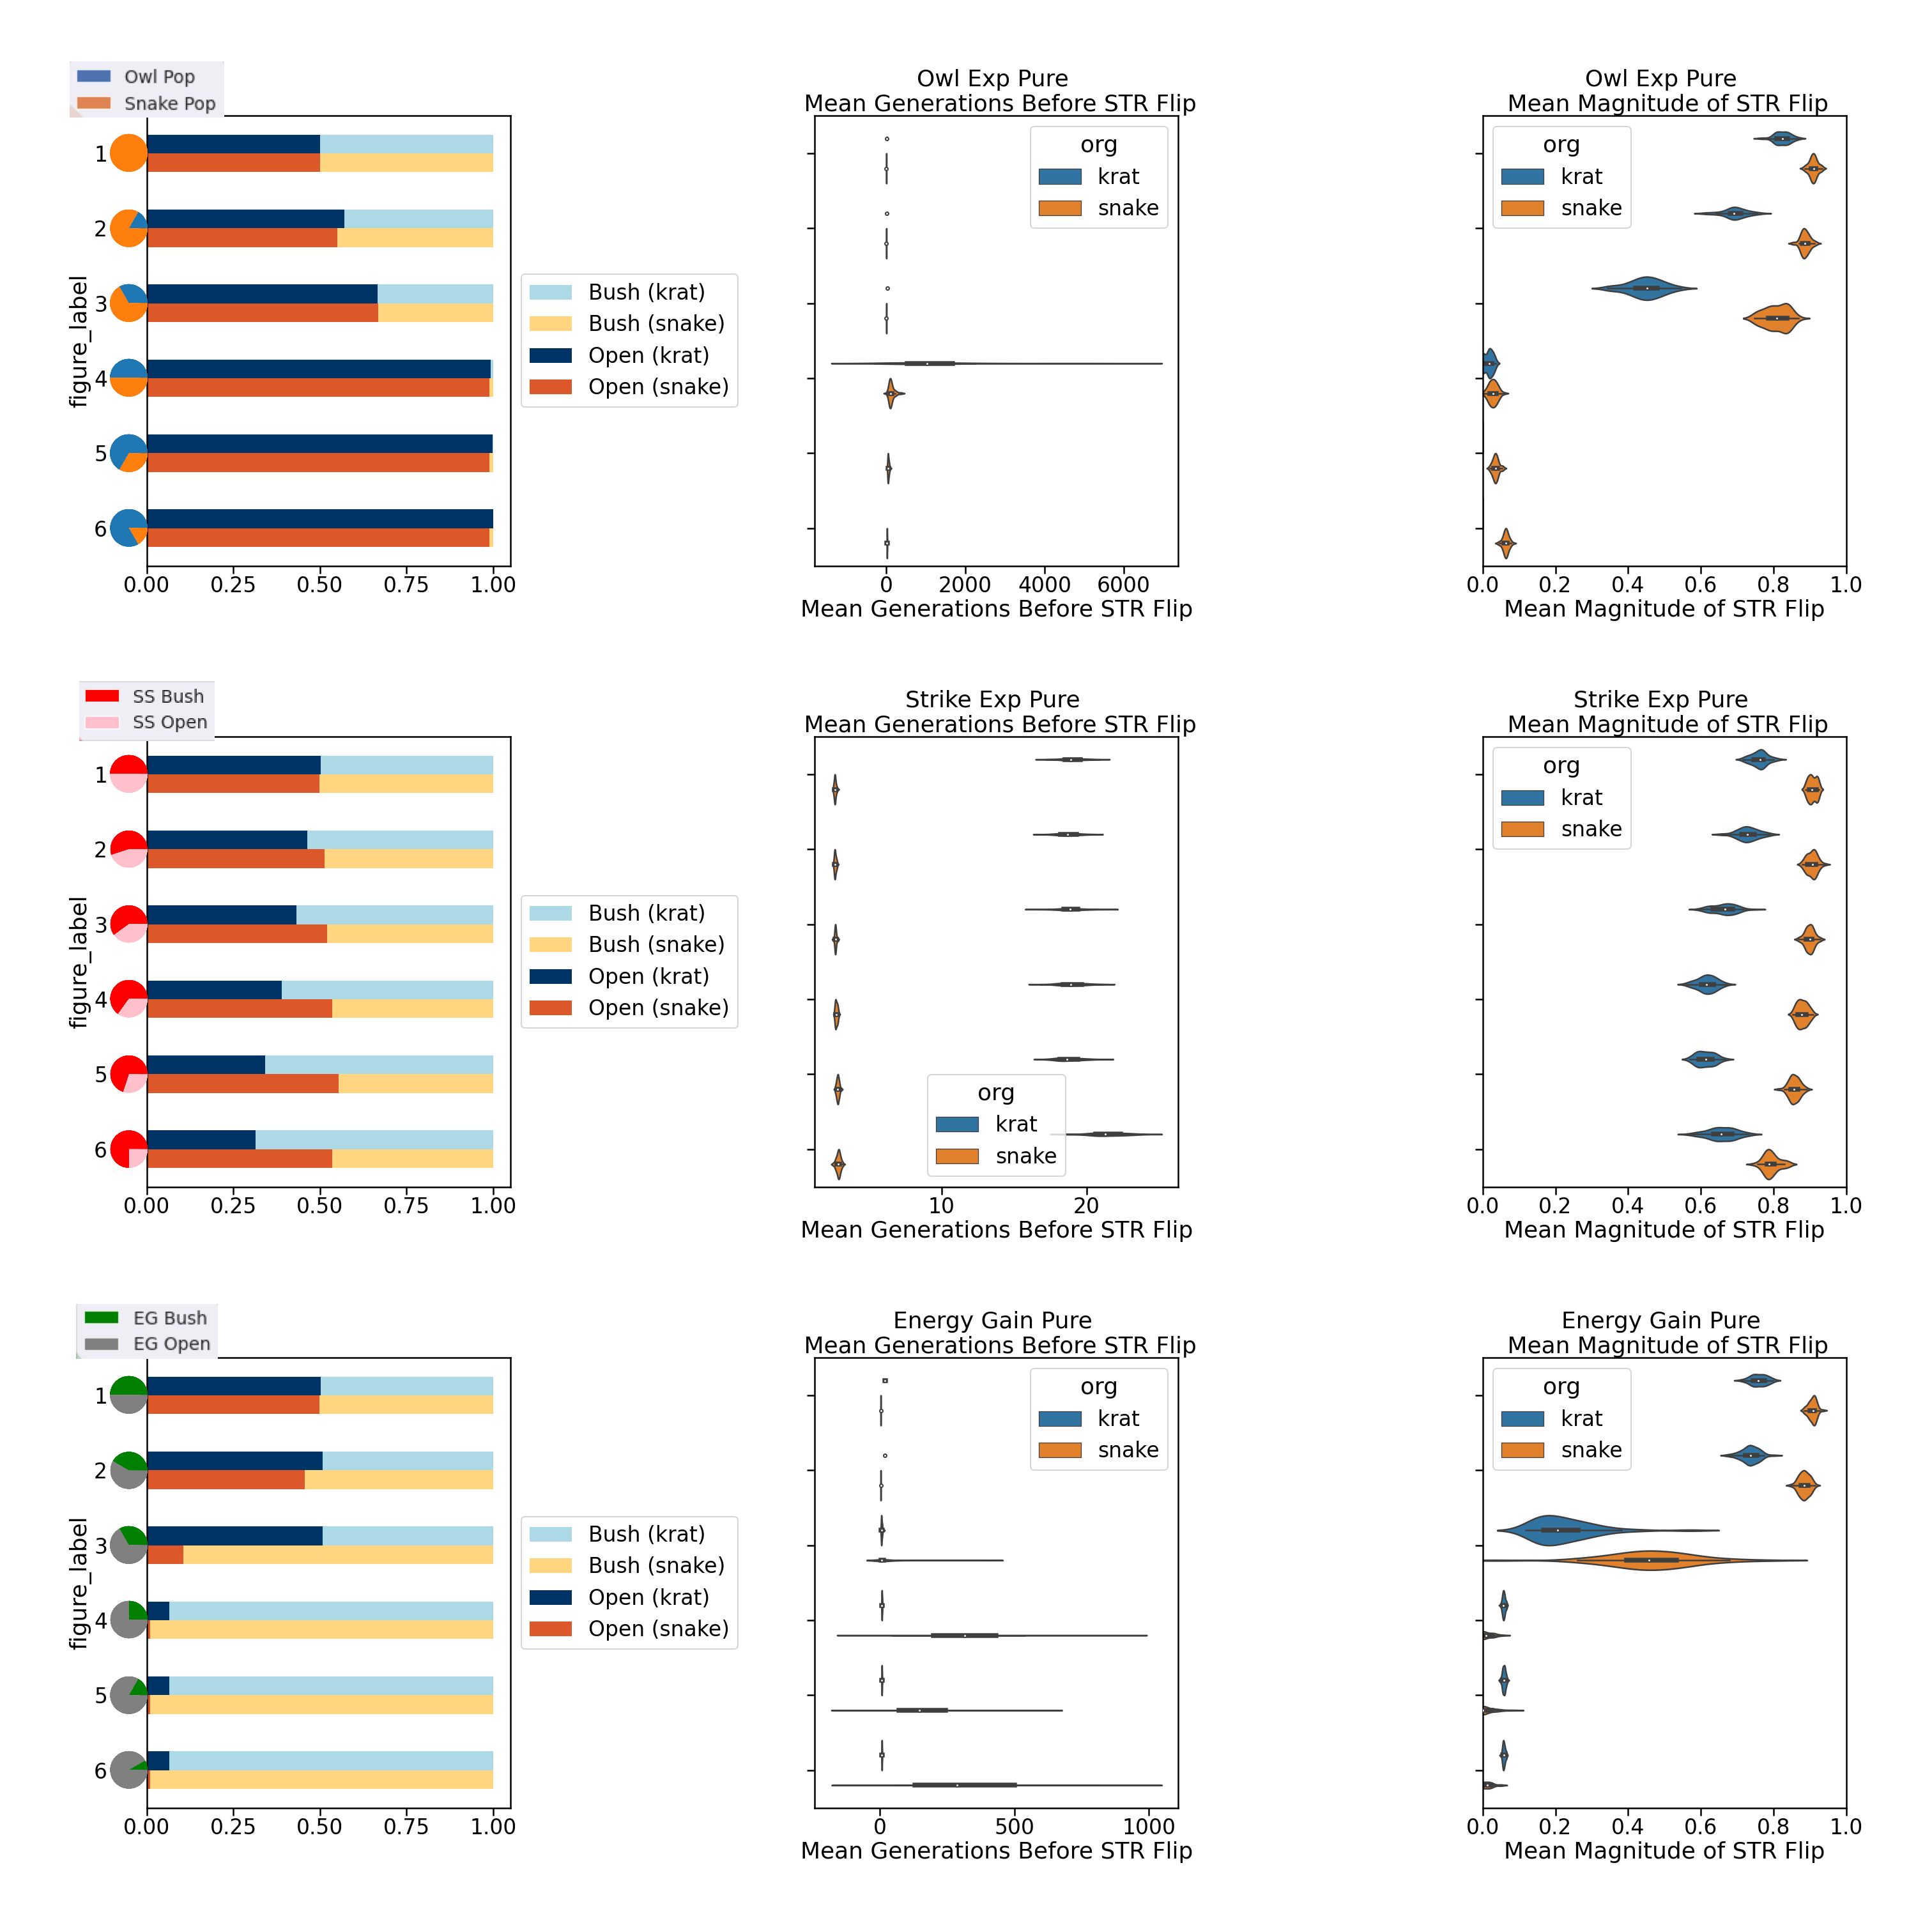 Owl Pop
Snake Pop
figure_label
1
2
3
4
5
6
0.00 0.25 0.50 0.75 1.00
Bush (krat)
Bush (snake)
Open (krat)
Open (snake)
Owl Exp Pure
Mean Generations Before STR Flip
org
krat
snake
0 2000 4000 6000
Mean Generations Before STR Flip
Owl Exp Pure
Mean Magnitude of STR Flip
org
krat
snake
0.0 0.2 0.4 0.6 0.8 1.0
Mean Magnitude of STR Flip
SS Bush
SS Open
figure_label
1
2
3
4
5
6
0.00 0.25 0.50 0.75 1.00
Bush (krat)
Bush (snake)
Open (krat)
Open (snake)
Strike Exp Pure
Mean Generations Before STR Flip
org
krat
snake
10 20
Mean Generations Before STR Flip
Strike Exp Pure
Mean Magnitude of STR Flip
org
krat
snake
0.0 0.2 0.4 0.6 0.8 1.0
Mean Magnitude of STR Flip
EG Bush
EG Open
figure_label
1
2
3
4
5
6
0.00 0.25 0.50 0.75 1.00
Bush (krat)
Bush (snake)
Open (krat)
Open (snake)
Energy Gain Pure
Mean Generations Before STR Flip
org
krat
snake
0 500 1000
Mean Generations Before STR Flip
Energy Gain Pure
Mean Magnitude of STR Flip
org
krat
snake
0.0 0.2 0.4 0.6 0.8 1.0
Mean Magnitude of STR Flip